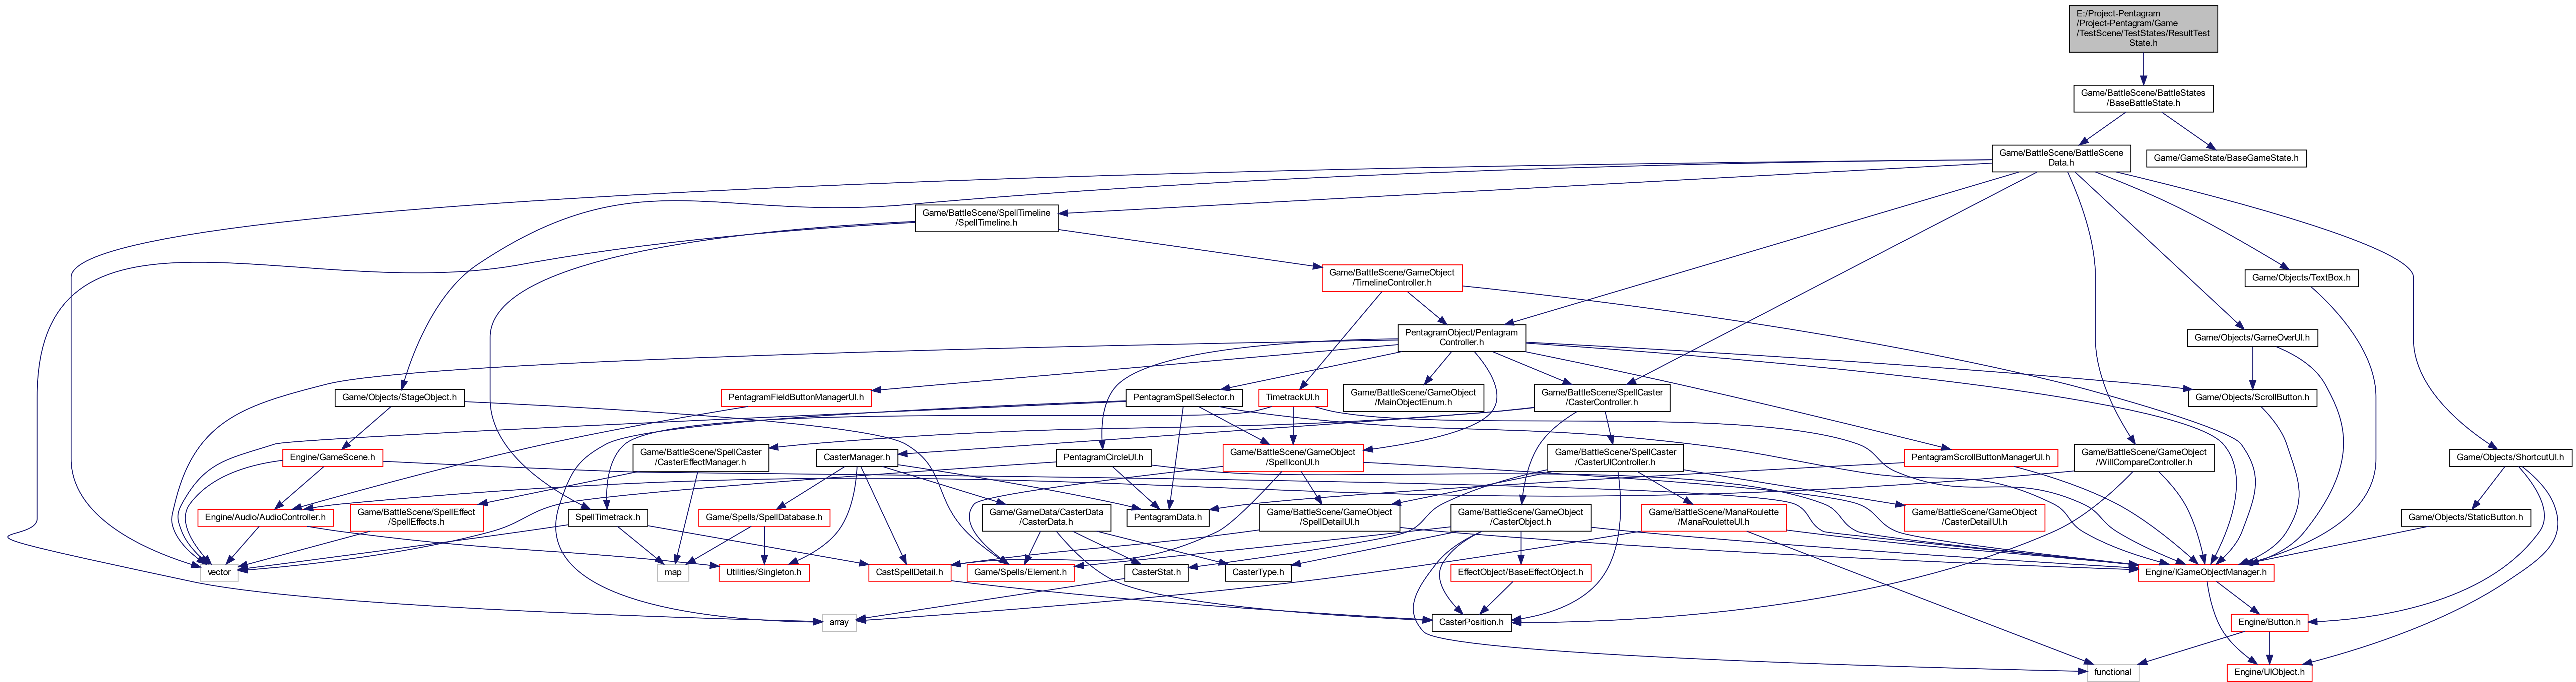 E:/Project-Pentagram
/Project-Pentagram/Game
/TestScene/TestStates/ResultTest
State.h
Game/BattleScene/BattleStates
/BaseBattleState.h
Game/BattleScene/BattleScene
Data.h
Game/GameState/BaseGameState.h
Game/BattleScene/SpellTimeline
/SpellTimeline.h
Game/BattleScene/GameObject
/TimelineController.h
Game/Objects/TextBox.h
PentagramObject/Pentagram
Controller.h
Game/Objects/GameOverUI.h
Game/Objects/StageObject.h
PentagramFieldButtonManagerUI.h
PentagramSpellSelector.h
TimetrackUI.h
Game/BattleScene/GameObject
/MainObjectEnum.h
Game/BattleScene/SpellCaster
/CasterController.h
Game/Objects/ScrollButton.h
Engine/GameScene.h
Game/BattleScene/SpellCaster
/CasterEffectManager.h
CasterManager.h
PentagramCircleUI.h
Game/BattleScene/GameObject
/SpellIconUI.h
Game/BattleScene/SpellCaster
/CasterUIController.h
PentagramScrollButtonManagerUI.h
Game/BattleScene/GameObject
/WillCompareController.h
Game/Objects/ShortcutUI.h
Engine/Audio/AudioController.h
Game/BattleScene/SpellEffect
/SpellEffects.h
SpellTimetrack.h
Game/Spells/SpellDatabase.h
Game/GameData/CasterData
/CasterData.h
PentagramData.h
Game/BattleScene/GameObject
/SpellDetailUI.h
Game/BattleScene/GameObject
/CasterObject.h
Game/BattleScene/ManaRoulette
/ManaRouletteUI.h
Game/BattleScene/GameObject
/CasterDetailUI.h
Game/Objects/StaticButton.h
vector
map
Utilities/Singleton.h
CastSpellDetail.h
Game/Spells/Element.h
CasterStat.h
CasterType.h
EffectObject/BaseEffectObject.h
Engine/IGameObjectManager.h
array
CasterPosition.h
Engine/Button.h
functional
Engine/UIObject.h